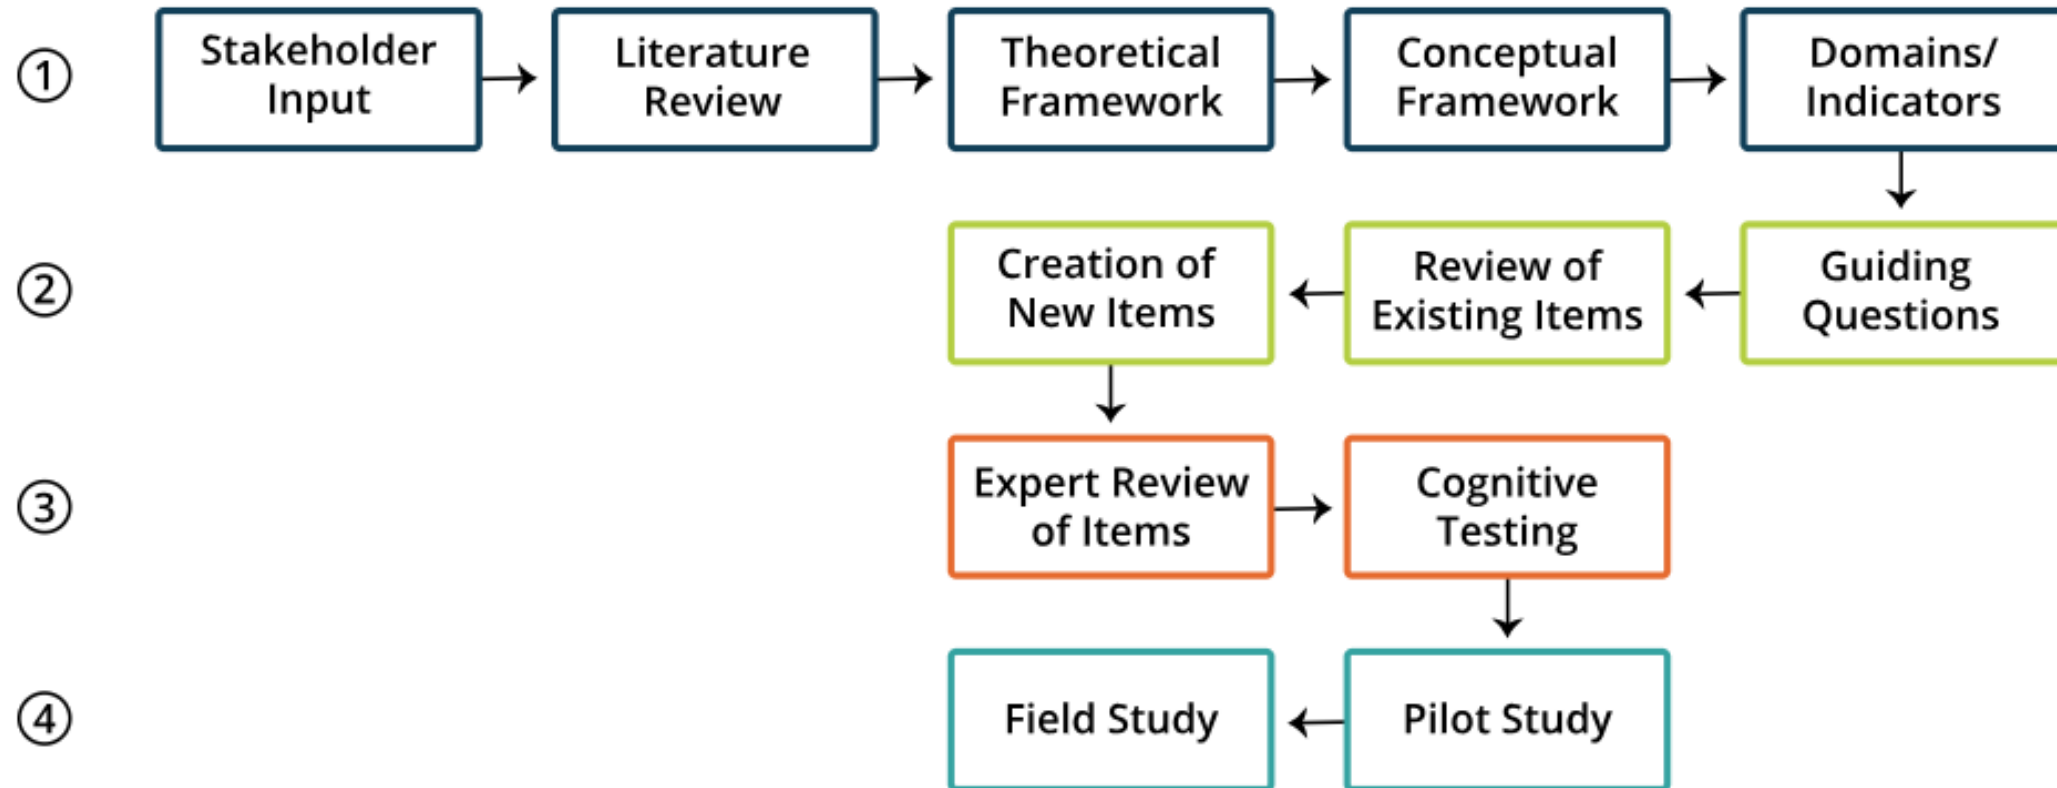 ①
Stakeholder
Input
Literature
Review
Theoretical
Framework
Conceptual
Framework
Domains/
Indicators
②
Creation of
New Items
Review of
Existing Items
Guiding
Questions
③
Expert Review
of Items
Cognitive
Testing
④
Field Study
Pilot Study